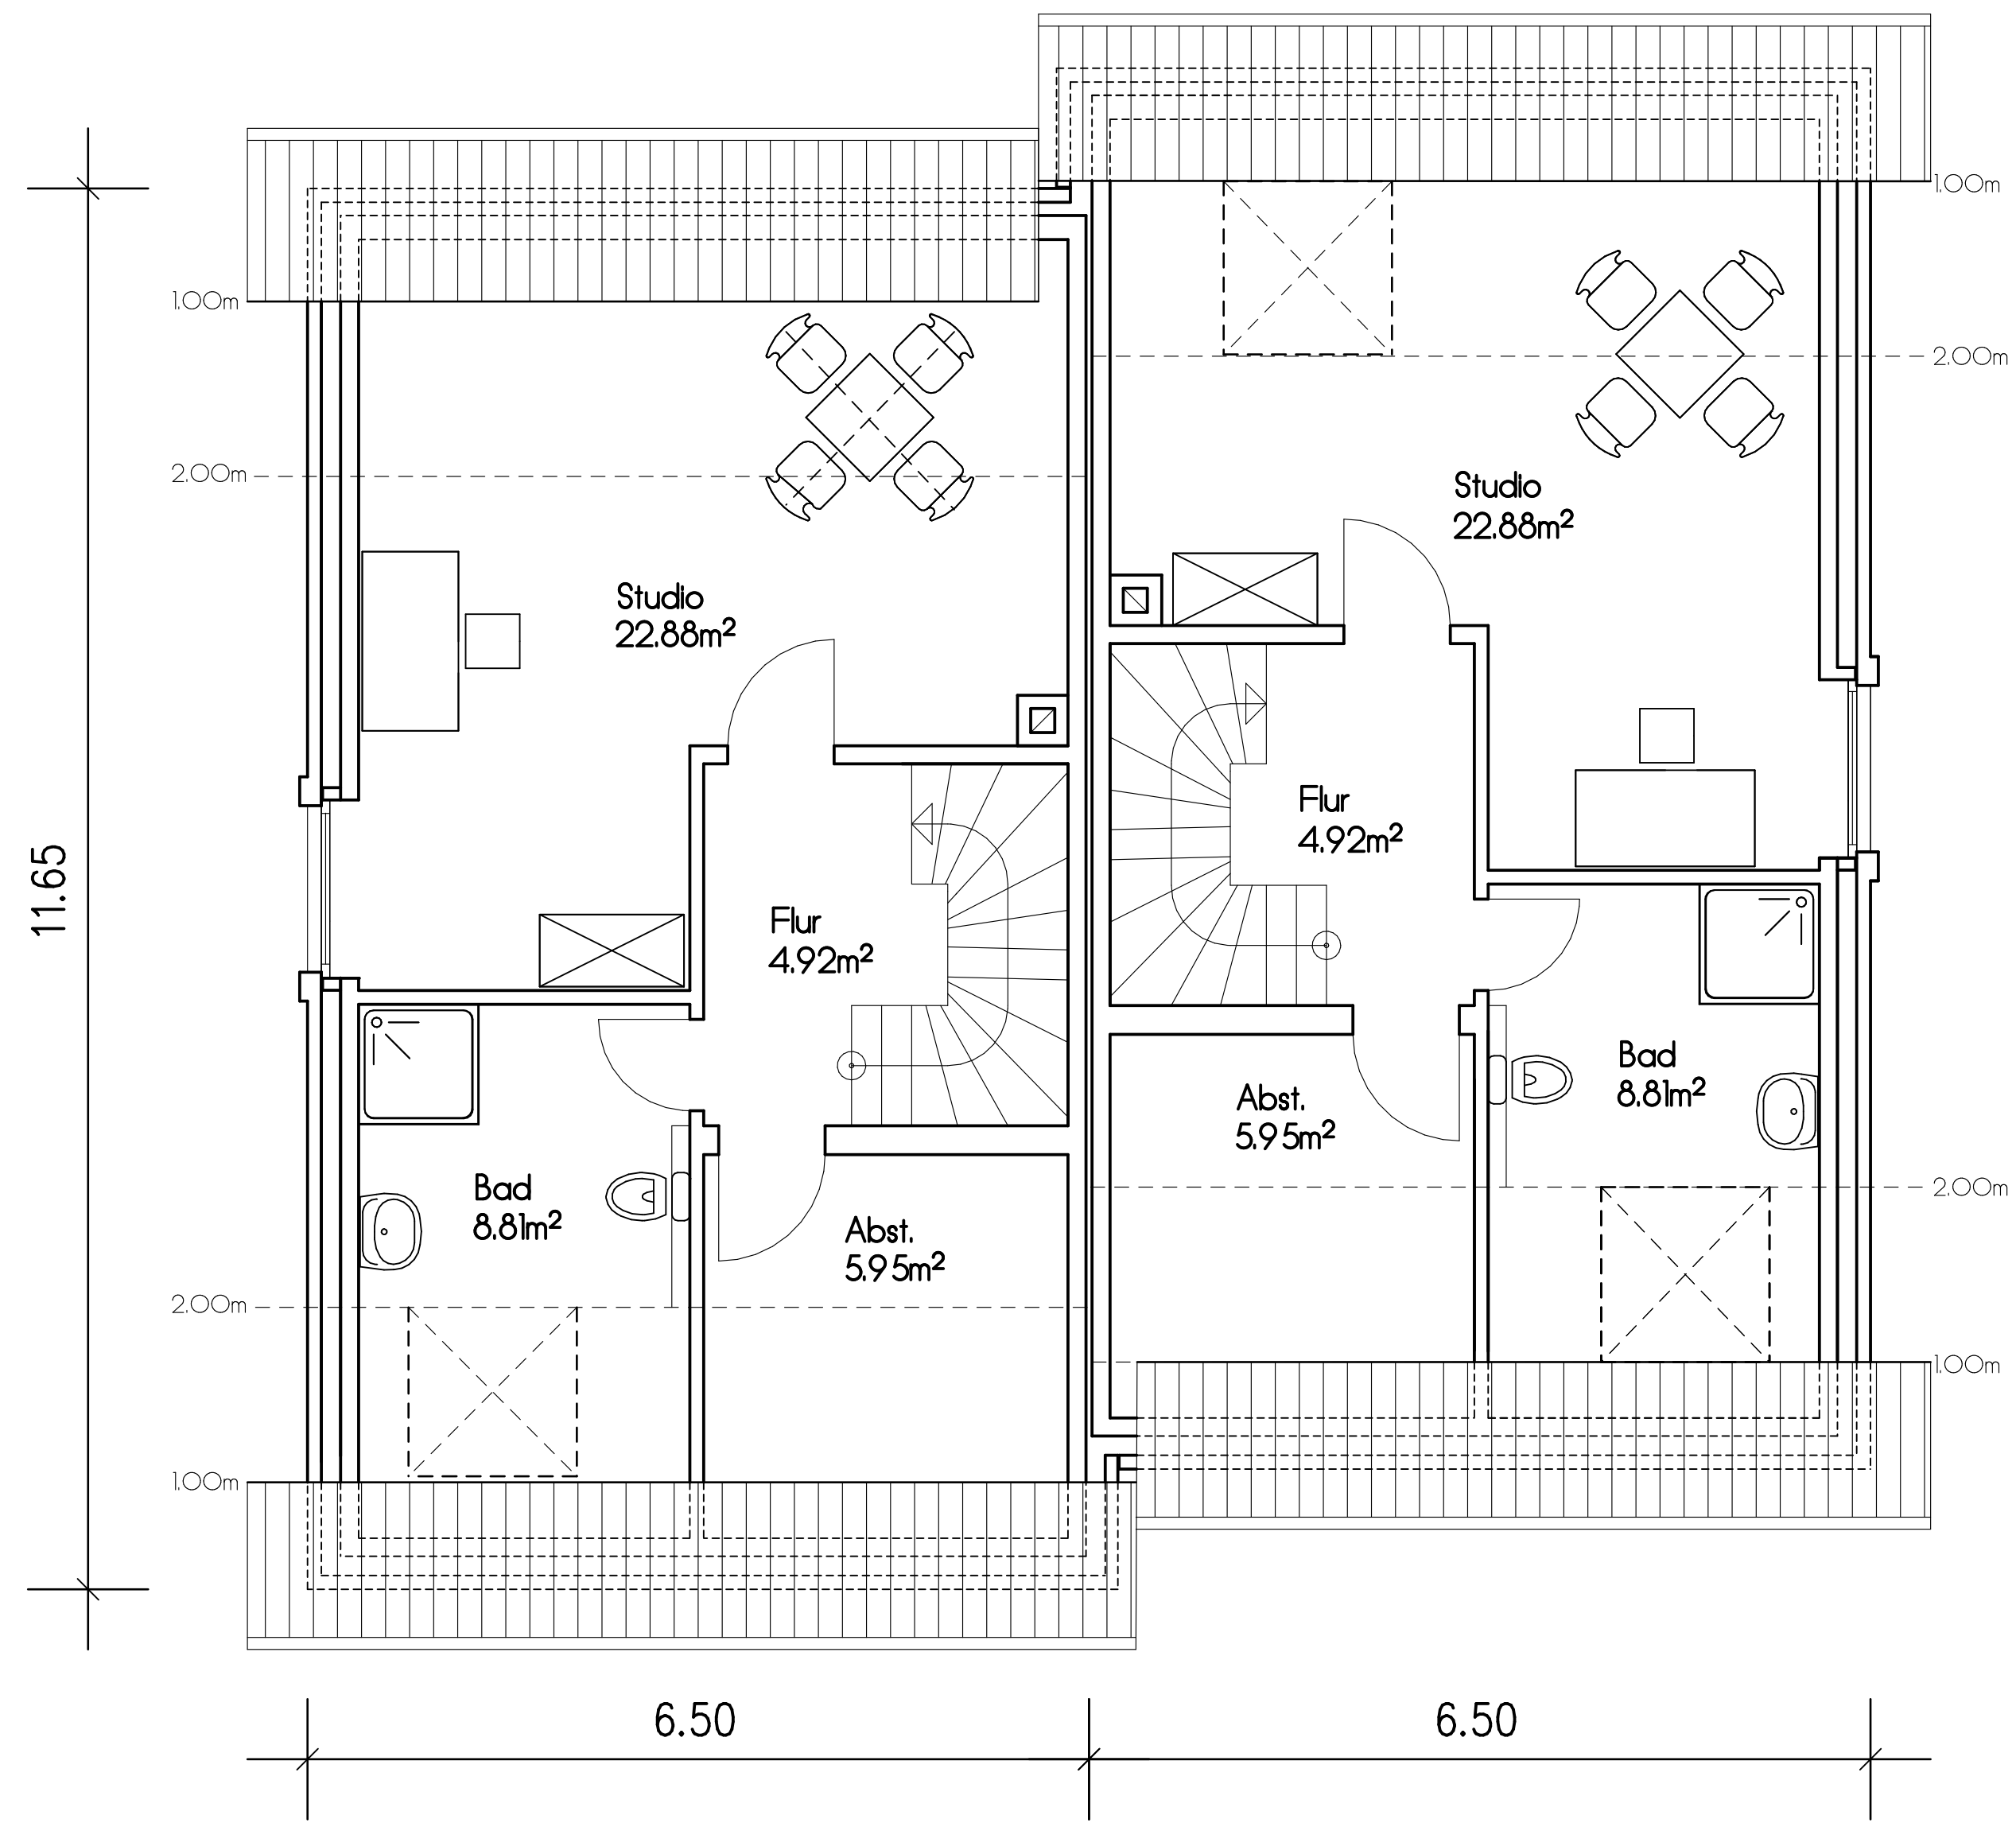 1.00m
1.00m
2.00m
2.00m
Studio
22.88m²
Studio
22.88m²
Flur
4.92m²
11.65
Flur
4.92m²
Bad
8.81m²
Abst.
5.95m²
Bad
8.81m²
2.00m
Abst.
5.95m²
2.00m
1.00m
1.00m
6.50
6.50